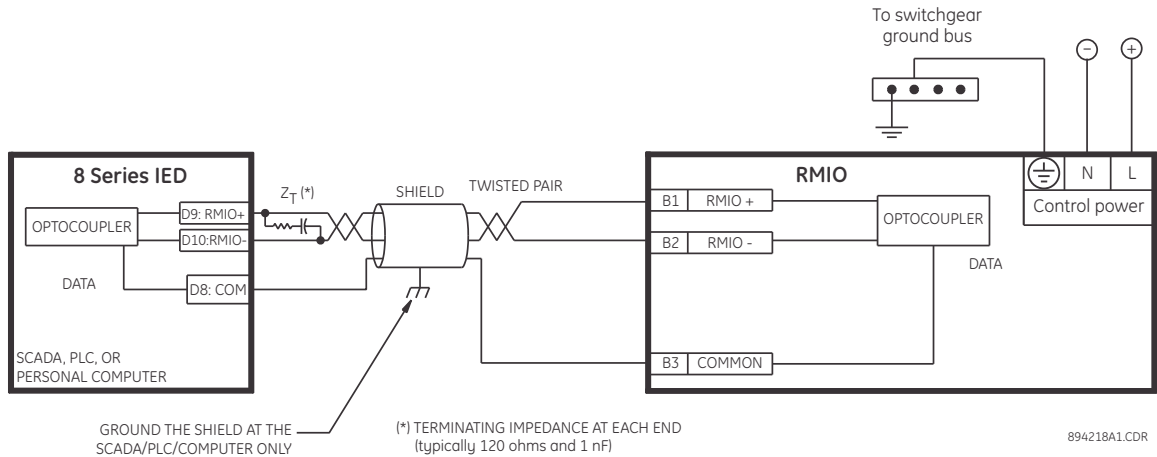 To switchgear
ground bus
−
+
8 Series IED
OPTOCOUPLER
D9: RMIO+
D10:RMIO-
D8: COM
DATA
SCADA, PLC, OR
PERSONAL COMPUTER
ZT (*)
SHIELD
TWISTED PAIR
GROUND THE SHIELD AT THE
SCADA/PLC/COMPUTER ONLY
(*) TERMINATING IMPEDANCE AT EACH END
(typically 120 ohms and 1 nF)
RMIO
B1 RMIO +
B2 RMIO -
B3 COMMON
OPTOCOUPLER
DATA
N L
Control power
894218A1.CDR